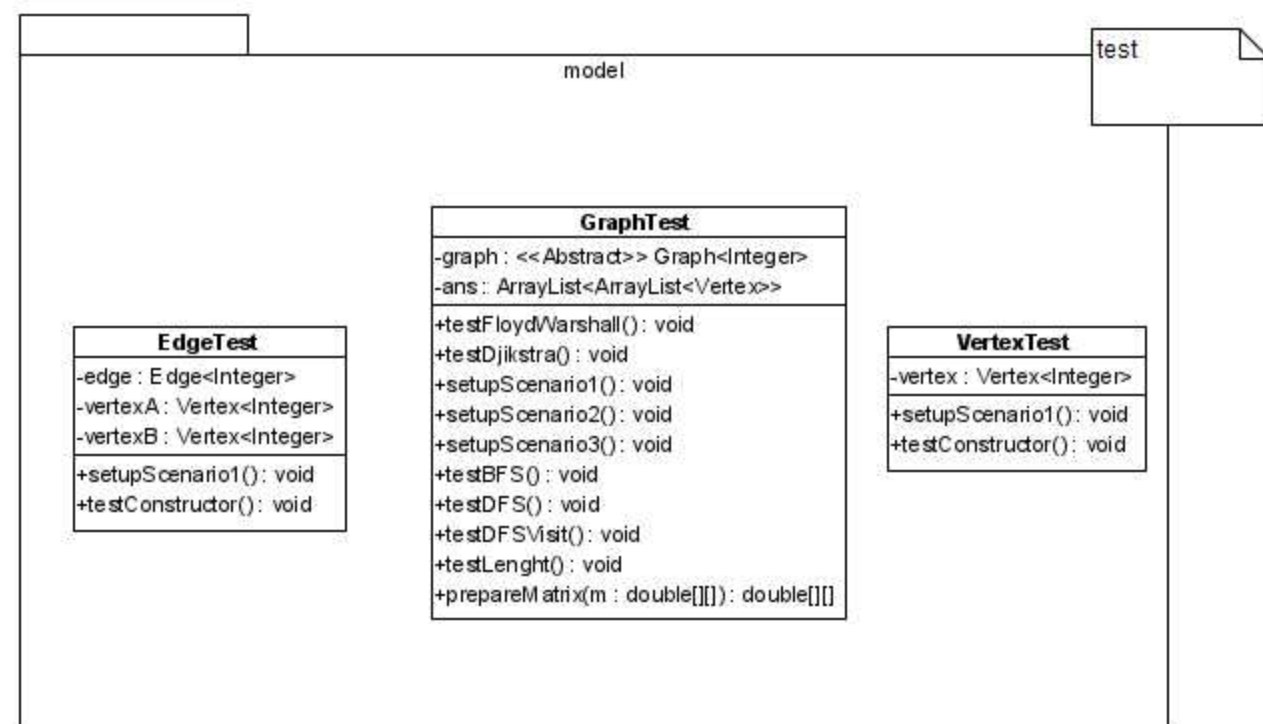 test
model
GraphTest
-graph : <<Abstract>> Graph<Integer>
-ans : ArrayList<ArrayList<Vertex>>
+testFloydWarshall() : void
+testDjikstra() : void
+setupScenario1() : void
+setupScenario2() : void
+setupScenario3() : void
+testBFS() : void
+testDFS() : void
+testDFSVisit() : void
+testLenght() : void
+prepareMatrix(m : double[][]) : double[][]
EdgeTest
-edge : Edge<Integer>
-vertexA : Vertex<Integer>
-vertexB : Vertex<Integer>
+setupScenario1() : void
+testConstructor() : void
VertexTest
-vertex : Vertex<Integer>
+setupScenario1() : void
+testConstructor() : void